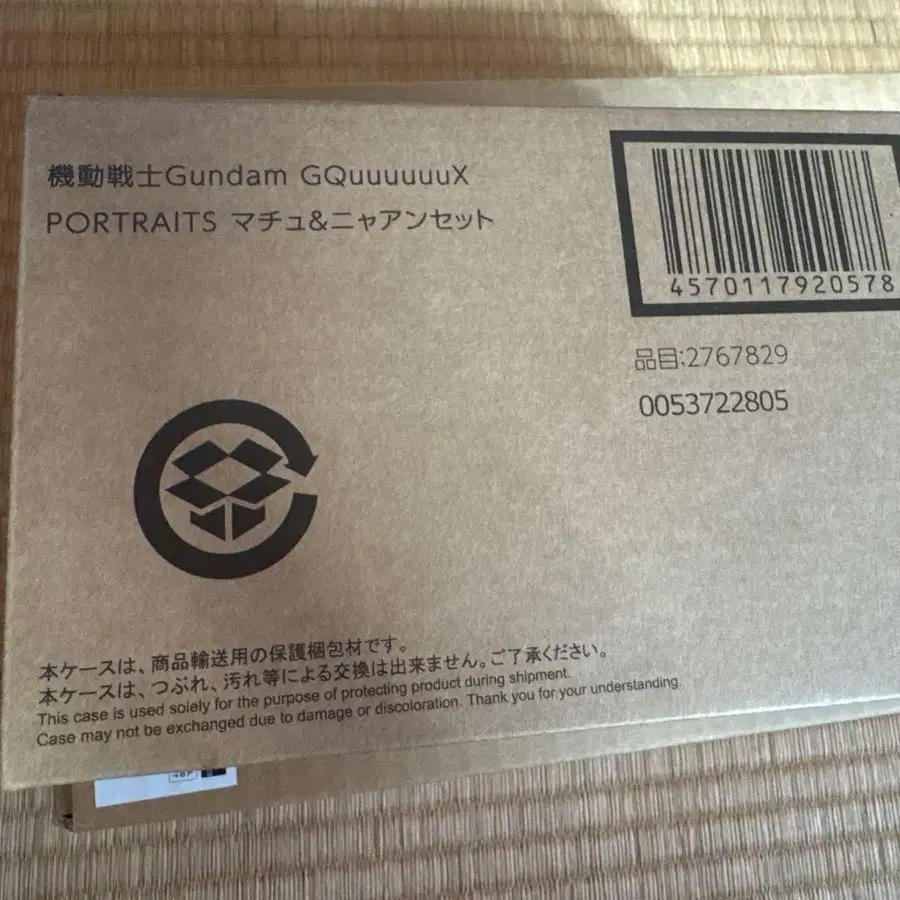 機動戦士Gundam GQuuuuuuX
PORTRAITS マチュ&ニャアンセット
4570117920578
品目:2767829
0053722805
本ケースは、商品輸送用の保護梱包材です。
本ケースは、つぶれ、汚れ等による交換は出来ません。ご了承ください。
This case is used solely for the purpose of protecting product during shipment.
Case may not be exchanged due to damage or discoloration. Thank you for your understanding.